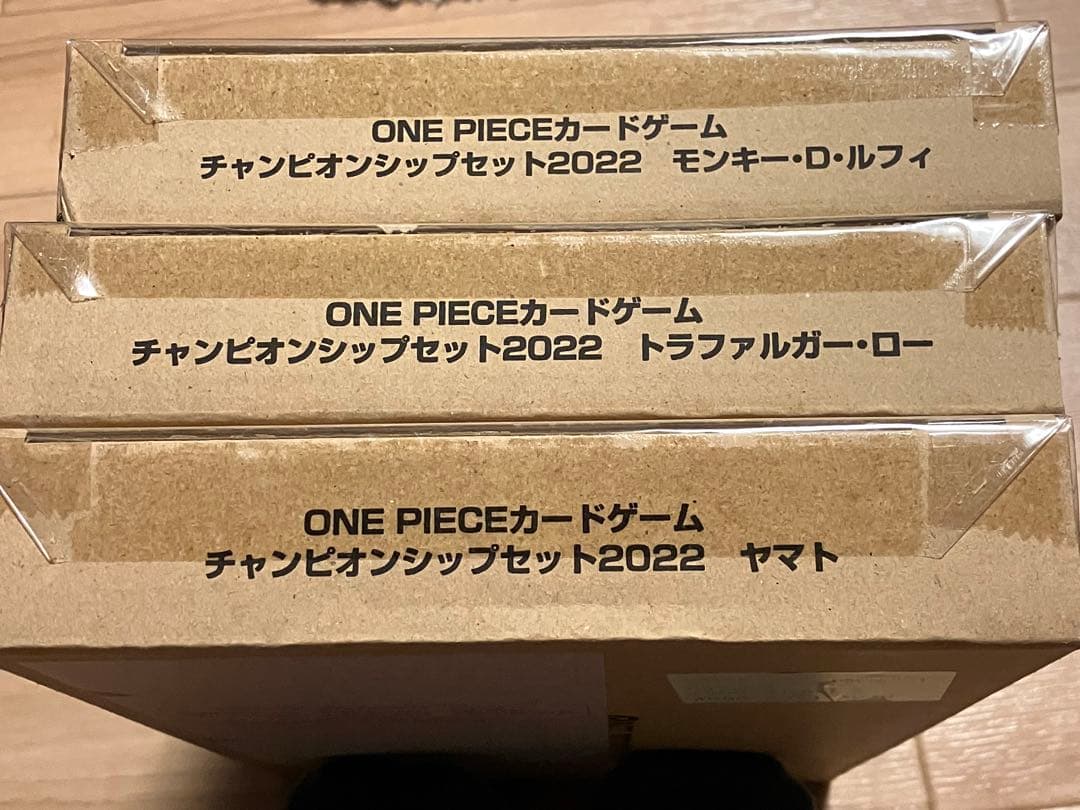 ONE PIECEカードゲーム
チャンピオンシップセット2022　モンキー・D・ルフィ
ONE PIECEカードゲーム
チャンピオンシップセット2022　トラファルガー・ロー
ONE PIECEカードゲーム
チャンピオンシップセット2022　ヤマト